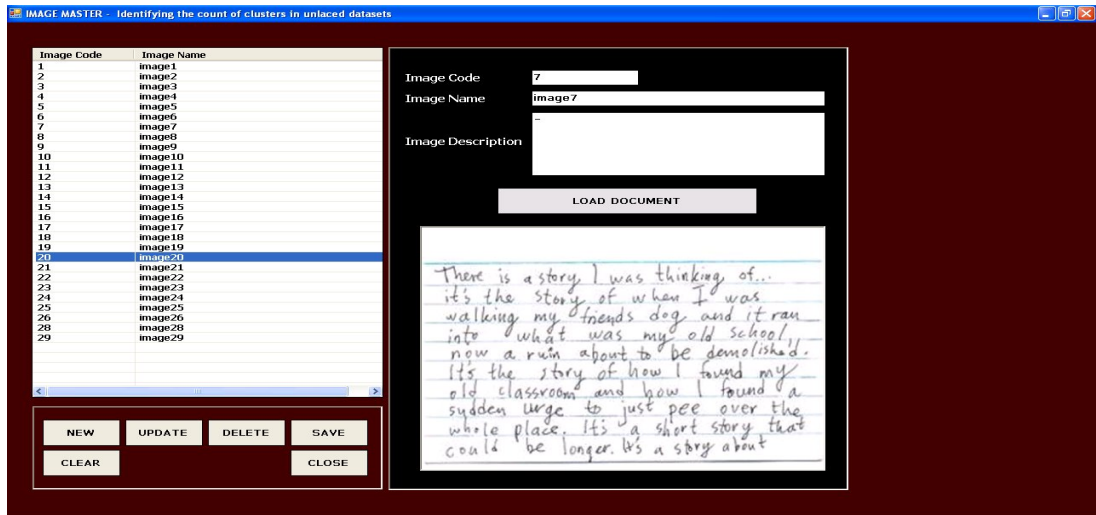 IMAGE MASTER - Identifying the count of clusters in unlaced datasets
Image Code Image Name
1 image1
2 image2
3 image3
4 image4
5 image5
6 image6
7 image7
8 image8
9 image9
10 image10
11 image11
12 image12
13 image13
14 image14
15 image15
16 image16
17 image17
18 image18
19 image19
20 image20
21 image21
22 image22
23 image23
24 image24
25 image25
26 image26
28 image28
29 image29
NEW UPDATE DELETE SAVE
CLEAR CLOSE
Image Code 7
Image Name image7
Image Description -
LOAD DOCUMENT
There is a story I was thinking of...
it's the story of when I was
walking my friends dog and it ran
into what was my old school,
now a ruin about to be demolished.
It's the story of how I found my
old classroom and how I found a
sudden urge to just pee over the
whole place. It's a short story that
could be longer. It's a story about